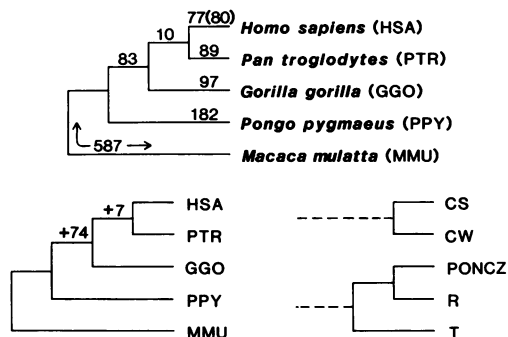 77(80)
Homo sapiens (HSA)
10
89
Pan troglodytes (PTR)
83
97
Gorilla gorilla (GGO)
182
Pongo pygmaeus (PPY)
587
Macaca mulatta (MMU)
HSA
+7
PTR
+74
GGO
PPY
MMU
CS
CW
PONCZ
R
T